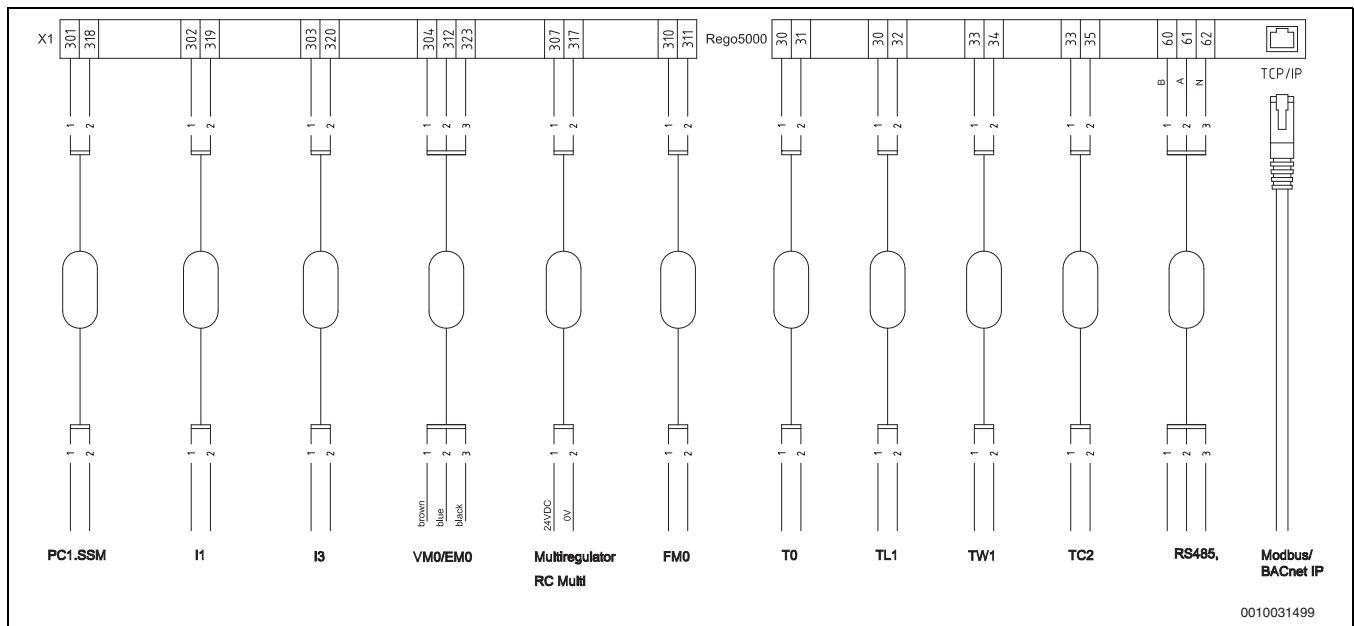 X1 301 318 302 319 303 320 304 312 323 307 317 310 311 Rego5000 30 31 30 32 33 34 33 35 60 61 62
TCP/IP
B A N
1 2 1 2 1 2 1 2 3 1 2 1 2 1 2 1 2 1 2 1 2 1 2 3
1 2 1 2 1 2 1 2 3 1 2 1 2 1 2 1 2 1 2 1 2 1 2 3
brown blue black 24VDC 0V
PC1.SSM I1 I3 VM0/EM0 Multiregulator FM0 T0 TL1 TW1 TC2 RS485, Modbus/
RC Multi BACnet IP
0010031499